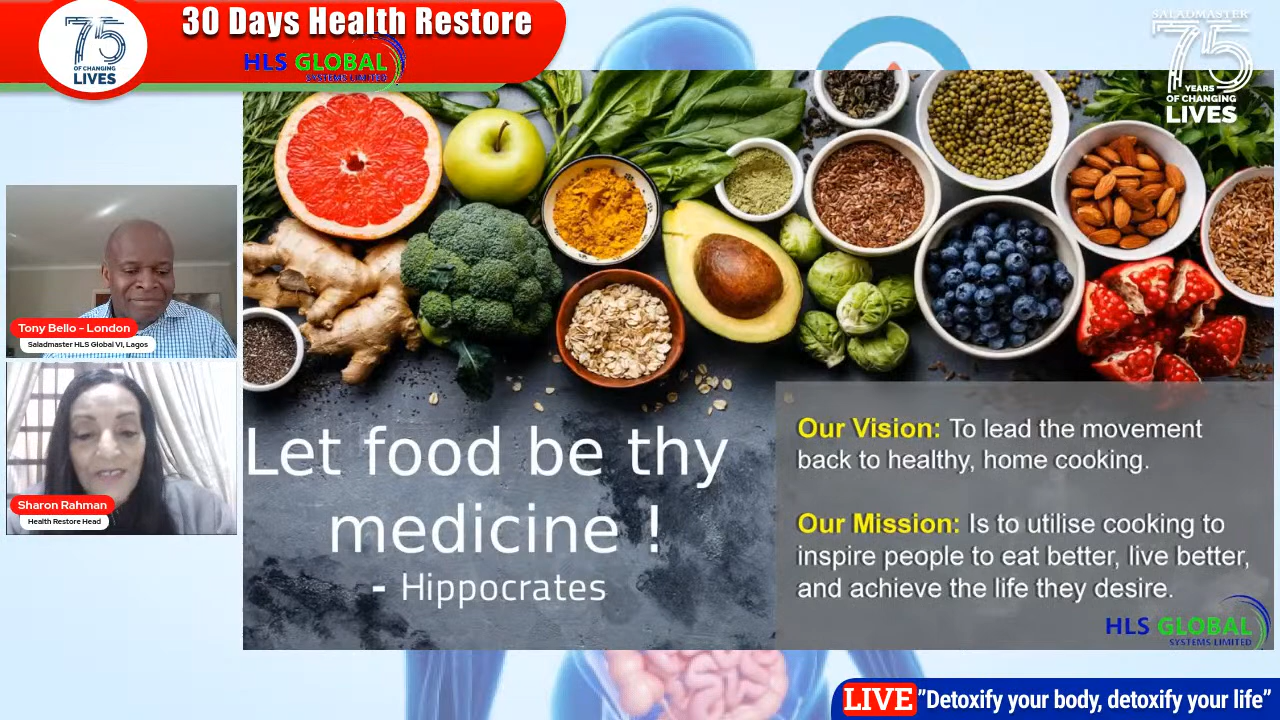 75
OF CHANGING
LIVES
30 Days Health Restore
HLS GLOBAL
SYSTEMS LIMITED
SALADMASTER
75
YEARS
OF CHANGING
LIVES
Tony Bello - London
Saladmaster HLS Global VI, Lagos
Sharon Rahman
Health Restore Head
Let food be thy
medicine !
- Hippocrates
Our Vision: To lead the movement
back to healthy, home cooking.
Our Mission: Is to utilise cooking to
inspire people to eat better, live better,
and achieve the life they desire.
HLS GLOBAL
SYSTEMS LIMITED
LIVE "Detoxify your body, detoxify your life"